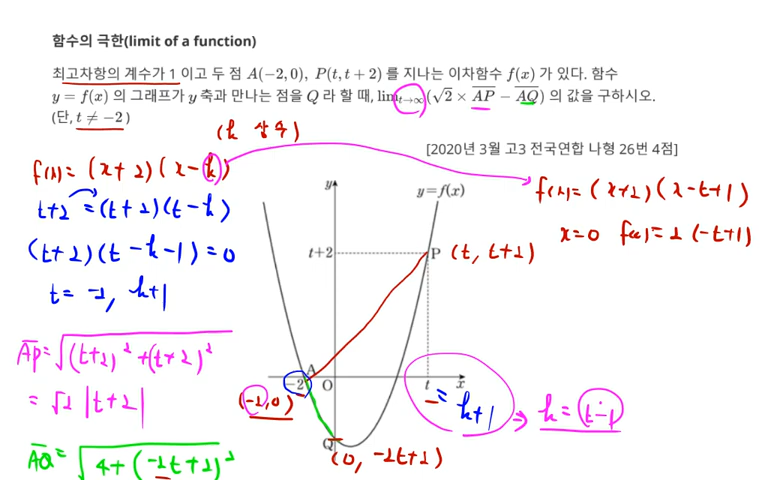 함수의 극한(limit of a function)
최고차항의 계수가 1 이고 두 점 A(−2, 0), P(t, t + 2) 를 지나는 이차함수 f(x) 가 있다. 함수
y = f(x) 의 그래프가 y 축과 만나는 점을 Q 라 할 때, lim t→∞ (√2 × AP − AQ) 의 값을 구하시오.
(단, t ≠ −2)
(k 상수)
[2020년 3월 고3 전국연합 나형 26번 4점]
f(x)= (x+2)(x-k)
t+2 =(t+2)(t-k)
(t+2)(t-k-1)=0
t= -2, k+1
AP=√(t+2)²+(t+2)²
= √2 |t+2|
AQ=√4+(-2t+2)²
y
y=f(x)
t+2
P (t, t+2)
A
-2
O
t
x
(-2,0)
= k+1
⇒ k= t-1
Q
(0, -2t+2)
f(x)= (x+2)(x-t+1)
x=0 f(x)= 2(-t+1)